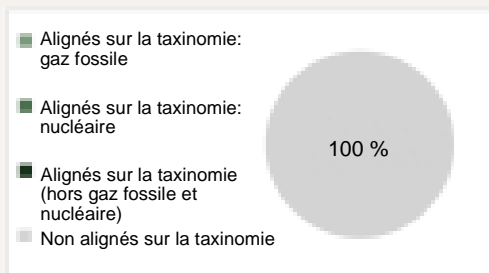 Alignés sur la taxinomie:
gaz fossile
Alignés sur la taxinomie:
nucléaire
Alignés sur la taxinomie
(hors gaz fossile et
nucléaire)
Non alignés sur la taxinomie
100 %